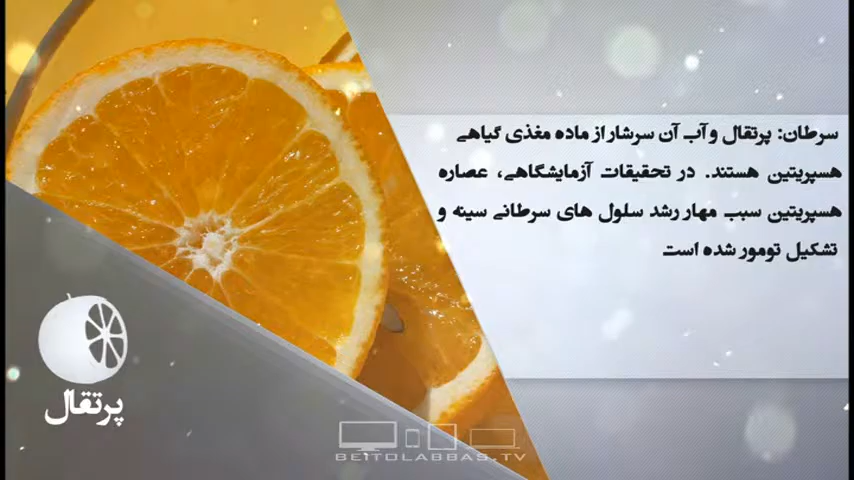 سرطان: پرتقال و آب آن سرشار از ماده مغذی گیاهی
هسپریتین هستند. در تحقیقات آزمایشگاهی، عصاره
هسپریتین سبب مهار رشد سلول های سرطانی سینه و
تشکیل تومور شده است
پرتقال
BEITOLABBAS.TV